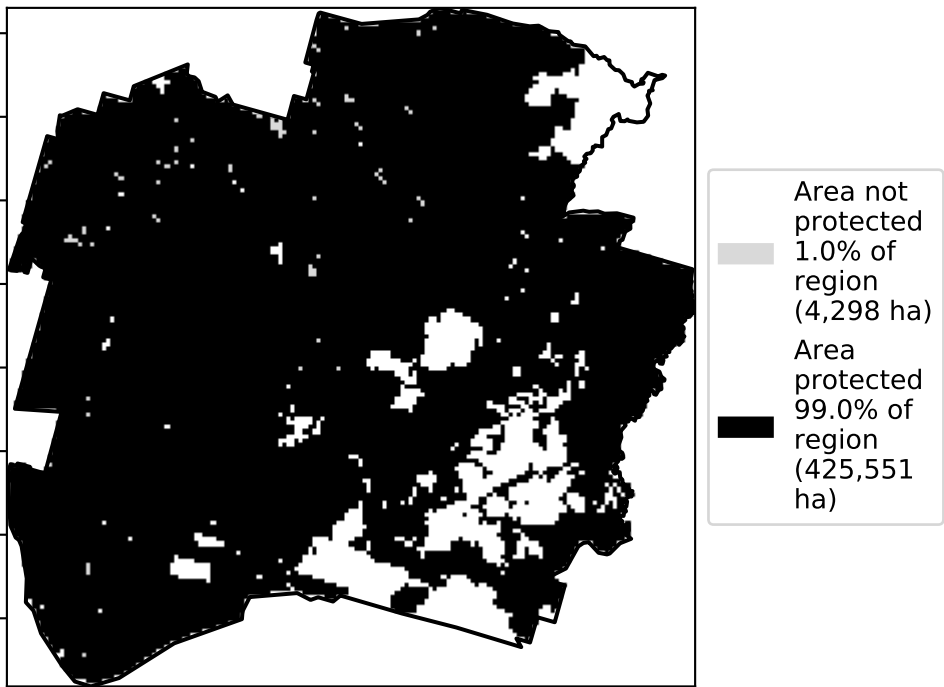 Area not
protected
1.0% of
region
(4,298 ha)
Area
protected
99.0% of
region
(425,551
ha)